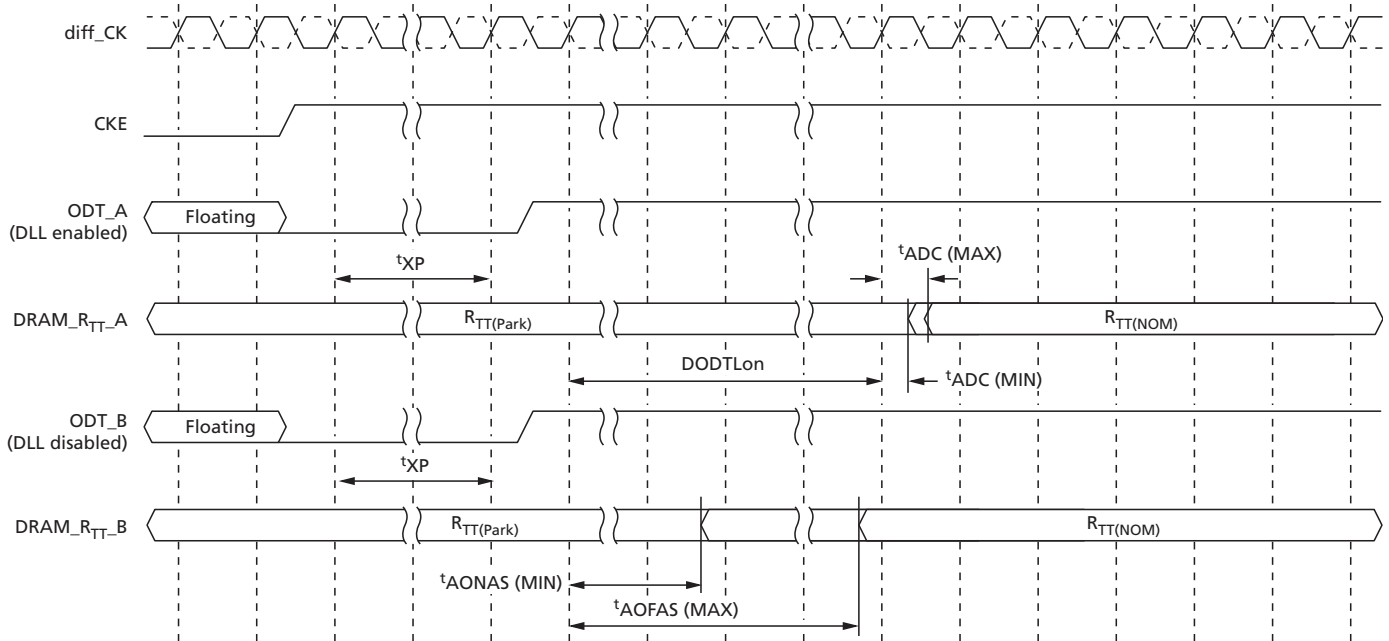 diff_CK
CKE
ODT_A
(DLL enabled)
Floating
tXP
tADC (MAX)
DRAM_RTT_A
RTT(Park)
RTT(NOM)
DODTLon
tADC (MIN)
ODT_B
(DLL disabled)
Floating
tXP
DRAM_RTT_B
RTT(Park)
RTT(NOM)
tAONAS (MIN)
tAOFAS (MAX)